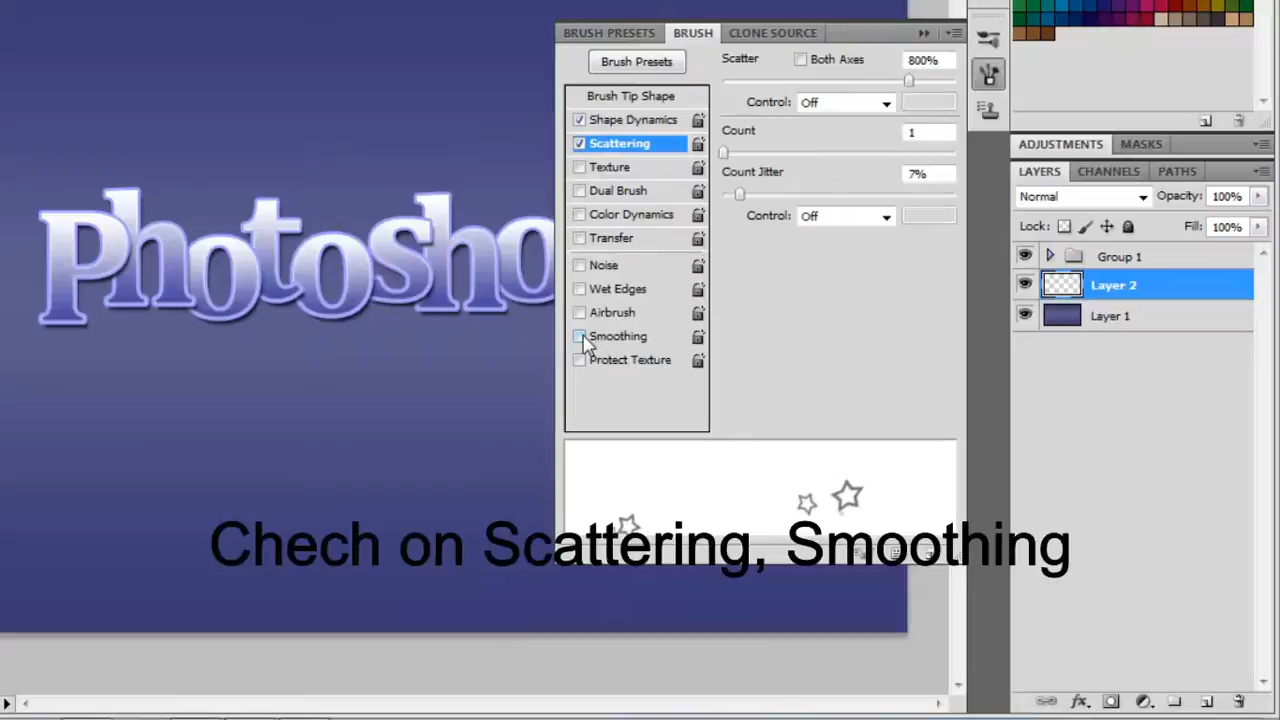 BRUSH PRESETS BRUSH CLONE SOURCE
Brush Presets
Brush Tip Shape
Shape Dynamics
Scattering
Texture
Dual Brush
Color Dynamics
Transfer
Noise
Wet Edges
Airbrush
Smoothing
Protect Texture
Scatter Both Axes 800%
Control: Off
Count 1
Count Jitter 7%
Control: Off
Photosho
Chech on Scattering, Smoothing
ADJUSTMENTS MASKS
LAYERS CHANNELS PATHS
Normal Opacity: 100%
Lock: Fill: 100%
Group 1
Layer 2
Layer 1
fx